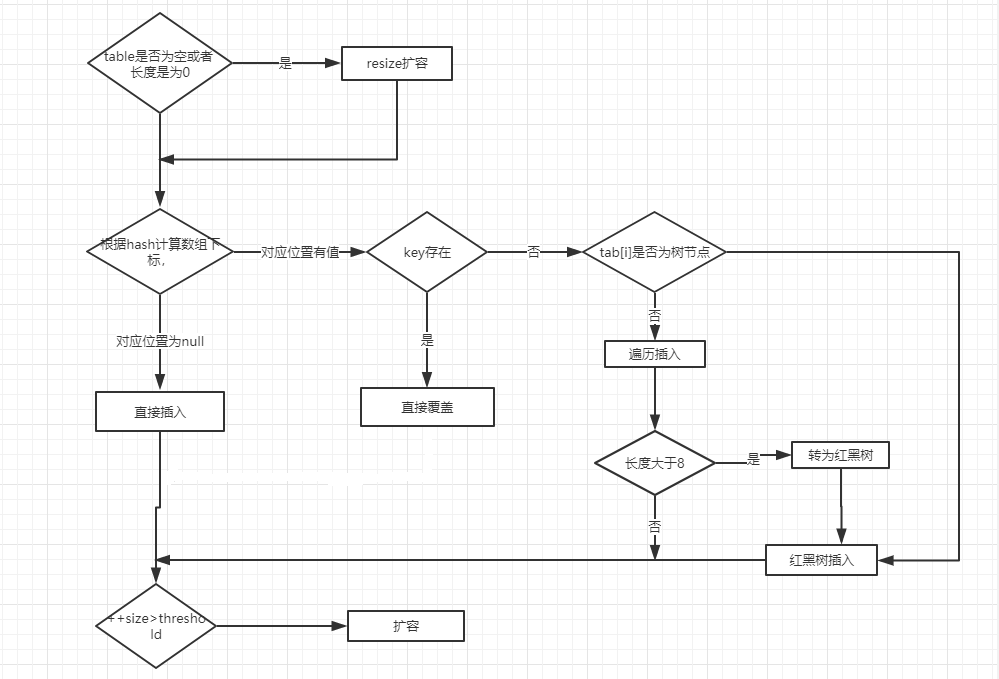 table是否为空或者
长度是为0
是
resize扩容
根据hash计算数组下
标，
对应位置有值
key存在
否
tab[i]是否为树节点
对应位置为null
是
否
遍历插入
直接插入
直接覆盖
长度大于8
是
转为红黑树
否
红黑树插入
++size>thresho
ld
扩容